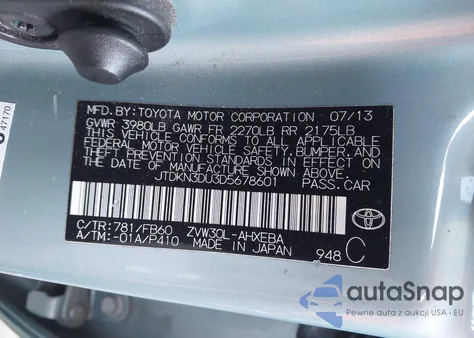 47170
MFD. BY: TOYOTA MOTOR CORPORATION 07/13
GVWR 3980LB GAWR FR 2270LB RR 2175LB
THIS VEHICLE CONFORMS TO ALL APPLICABLE
FEDERAL MOTOR VEHICLE SAFETY, BUMPER, AND
THEFT PREVENTION STANDARDS IN EFFECT ON
THE DATE OF MANUFACTURE SHOWN ABOVE.
JTDKN3DU3D5678601 PASS.CAR
C/TR: 781/FB60 ZVW30L-AHXEBA
A/TM: -01A/P410 MADE IN JAPAN 948 C
autoSnap
Pewne auta z aukcji USA • EU